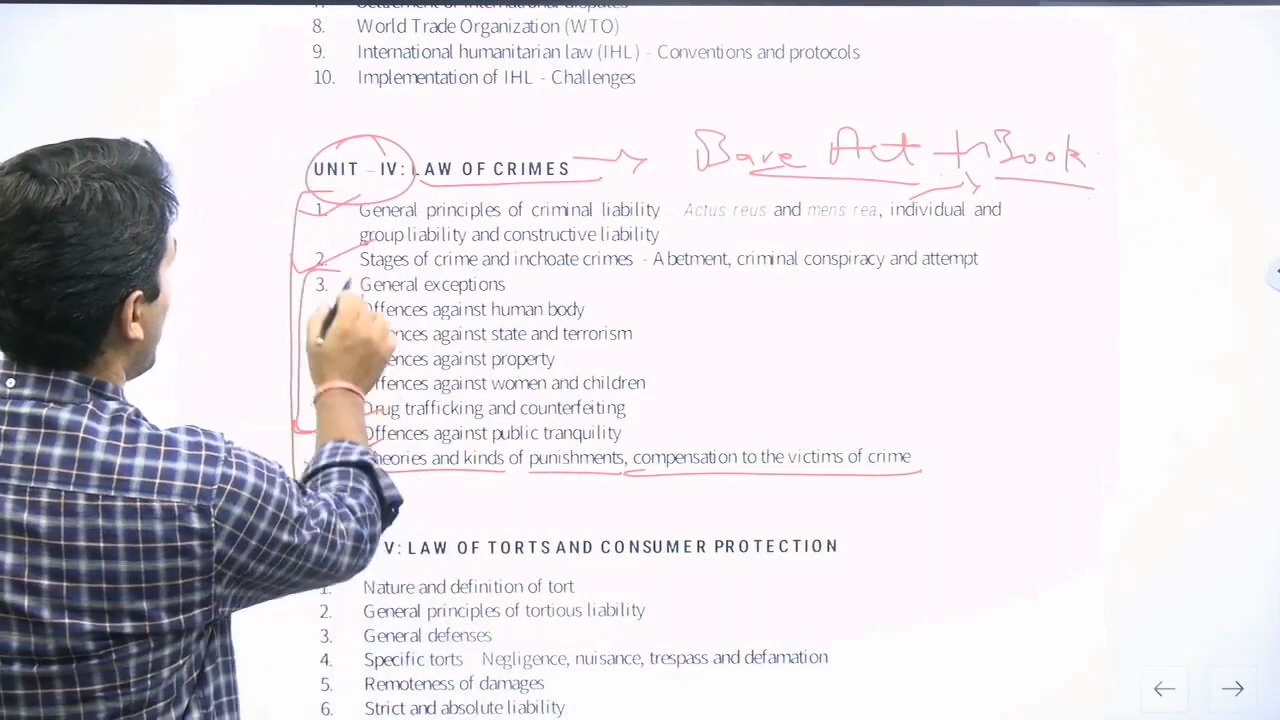 8. World Trade Organization (WTO)
9. International humanitarian law (IHL) - Conventions and protocols
10. Implementation of IHL - Challenges
Bare Act + Book
UNIT – IV: LAW OF CRIMES
1. General principles of criminal liability - Actus reus and mens rea, individual and
group liability and constructive liability
2. Stages of crime and inchoate crimes - Abetment, criminal conspiracy and attempt
3. General exceptions
Offences against human body
against state and terrorism
against property
Offences against women and children
Drug trafficking and counterfeiting
Offences against public tranquility
and kinds of punishments, compensation to the victims of crime
V: LAW OF TORTS AND CONSUMER PROTECTION
1. Nature and definition of tort
2. General principles of tortious liability
3. General defenses
4. Specific torts Negligence, nuisance, trespass and defamation
5. Remoteness of damages
6. Strict and absolute liability